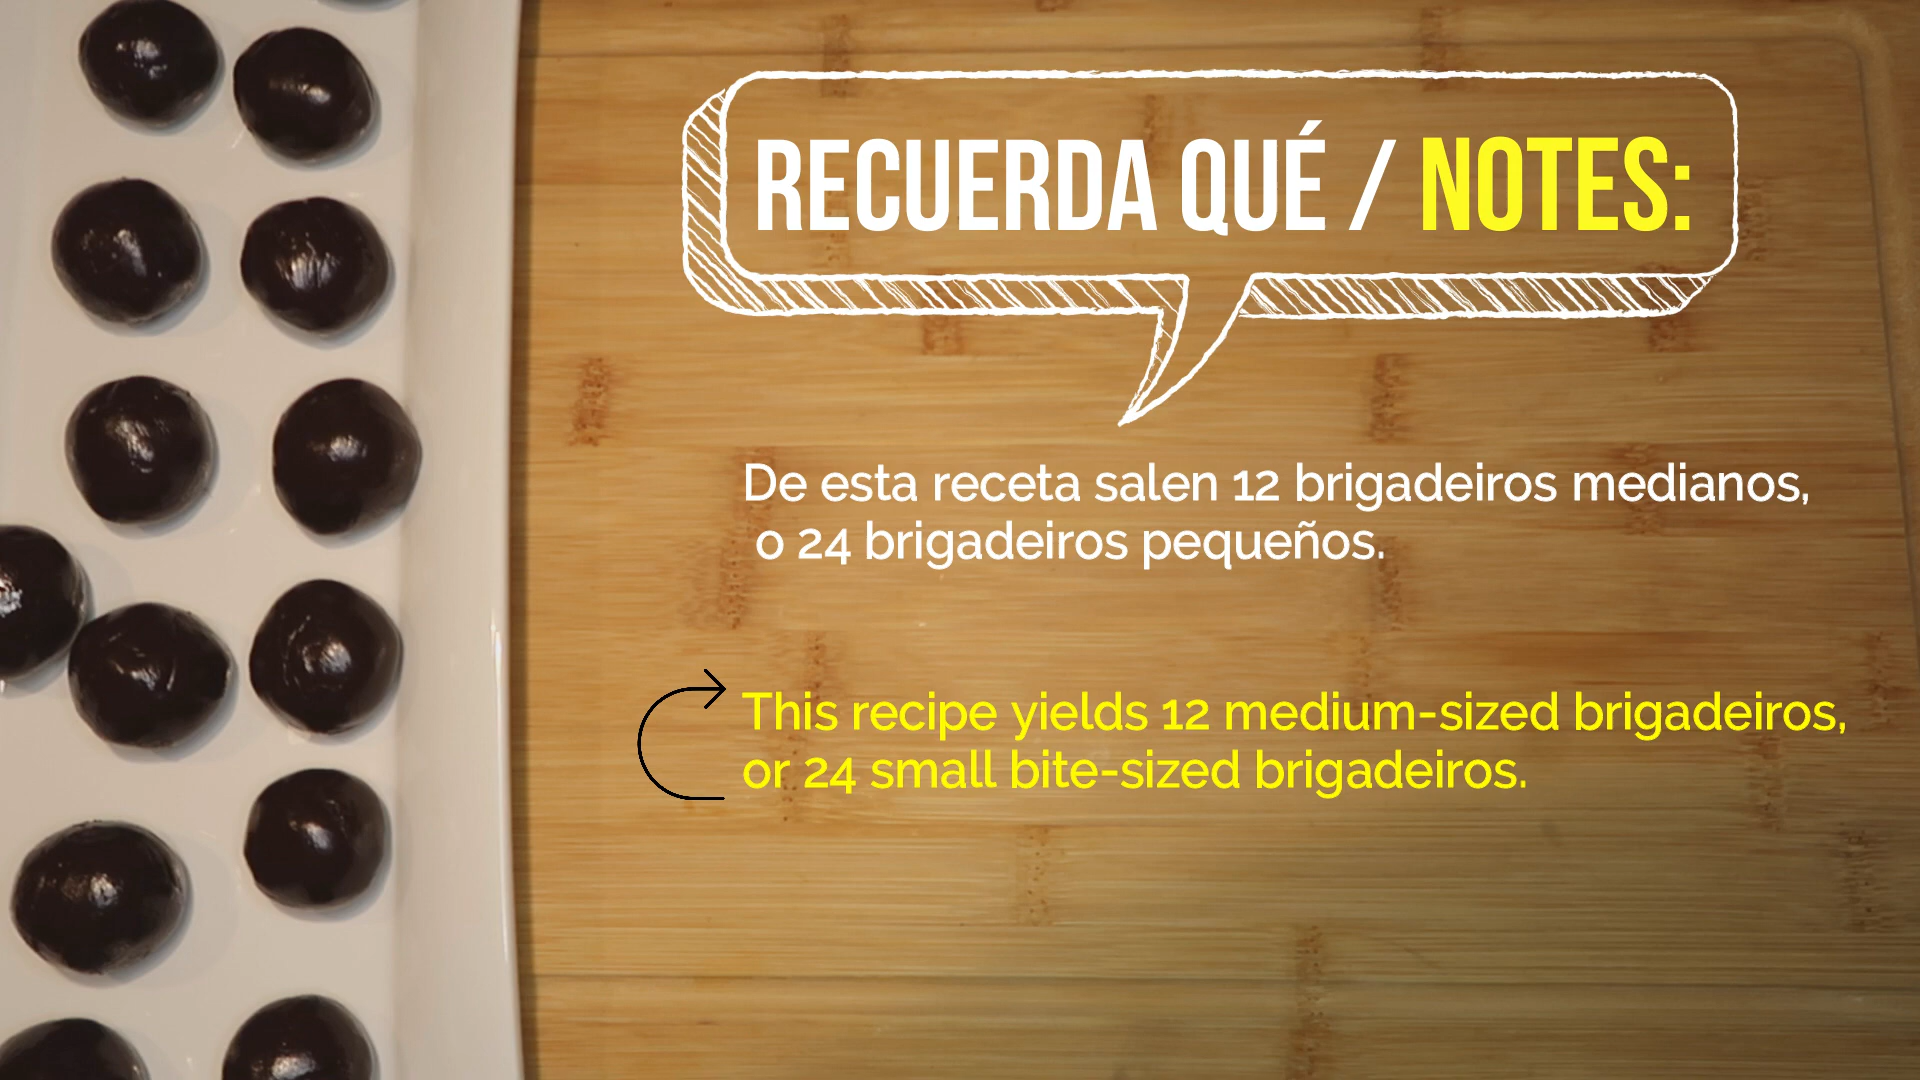 RECUERDA QUÉ / NOTES:
De esta receta salen 12 brigadeiros medianos,
o 24 brigadeiros pequeños.
This recipe yields 12 medium-sized brigadeiros,
or 24 small bite-sized brigadeiros.